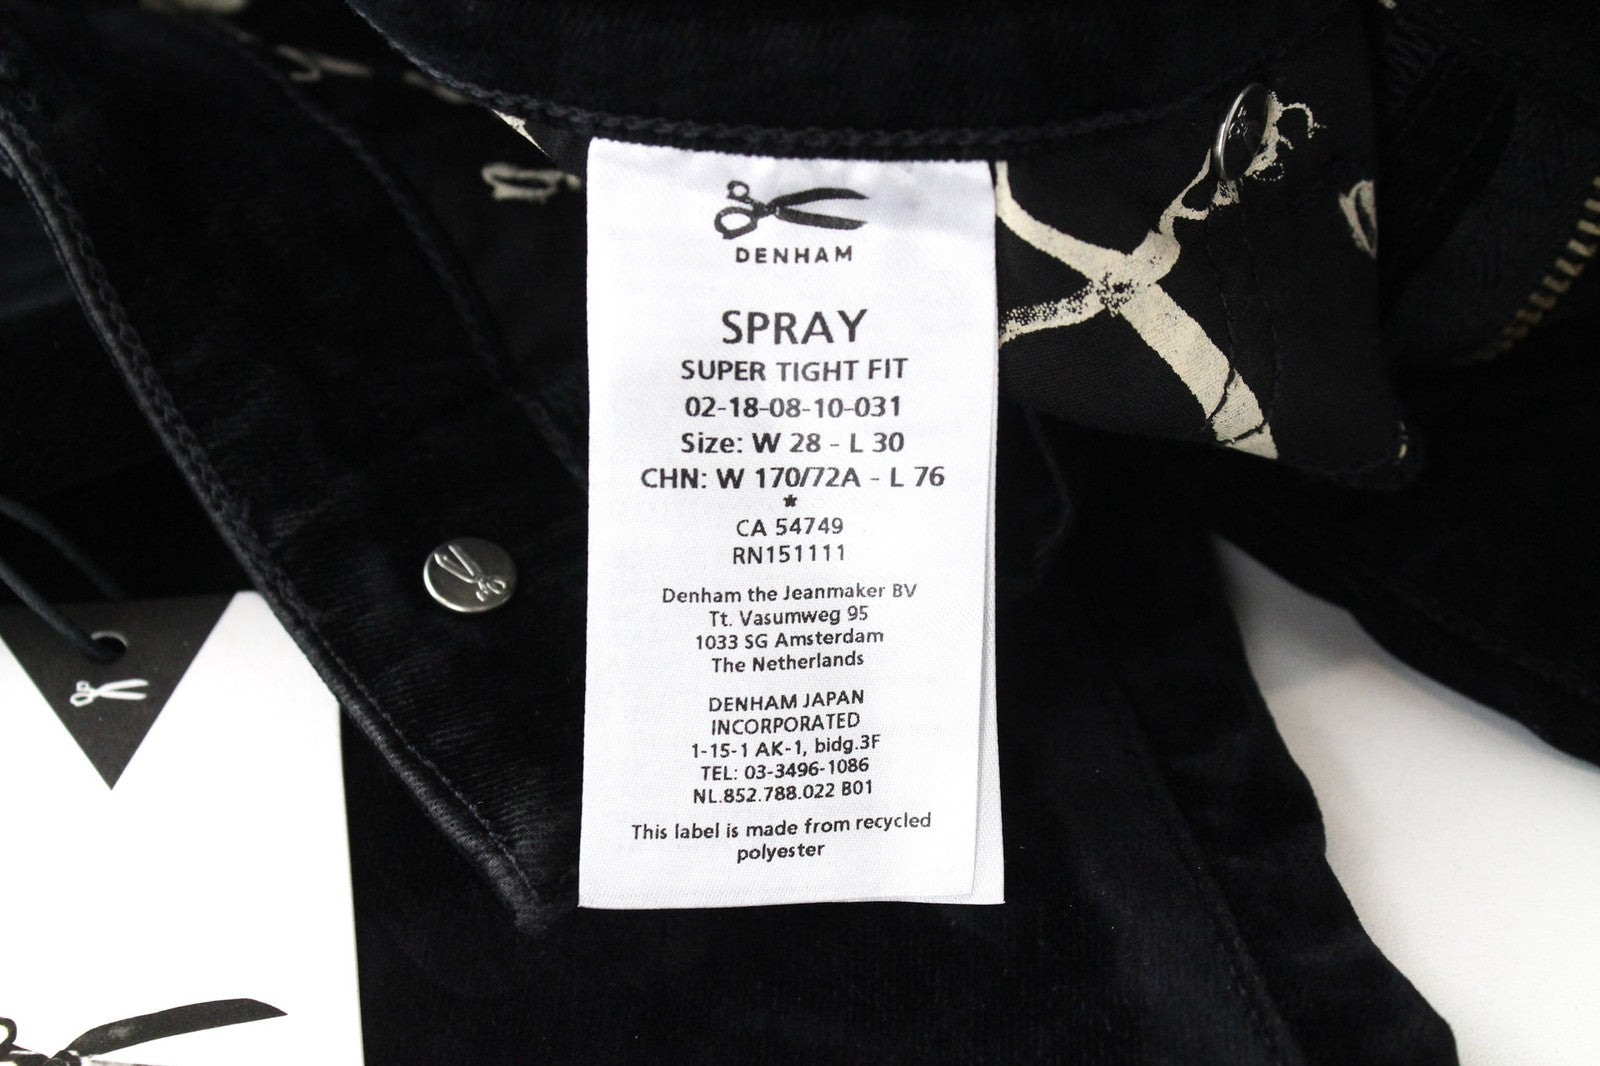 DENHAM
SPRAY
SUPER TIGHT FIT
02-18-08-10-031
Size: W 28 - L 30
CHN: W 170/72A - L 76
*
CA 54749
RN151111
Denham the Jeanmaker BV
Tt. Vasumweg 95
1033 SG Amsterdam
The Netherlands
DENHAM JAPAN
INCORPORATED
1-15-1 AK-1, bidg.3F
TEL: 03-3496-1086
NL.852.788.022 B01
This label is made from recycled
polyester